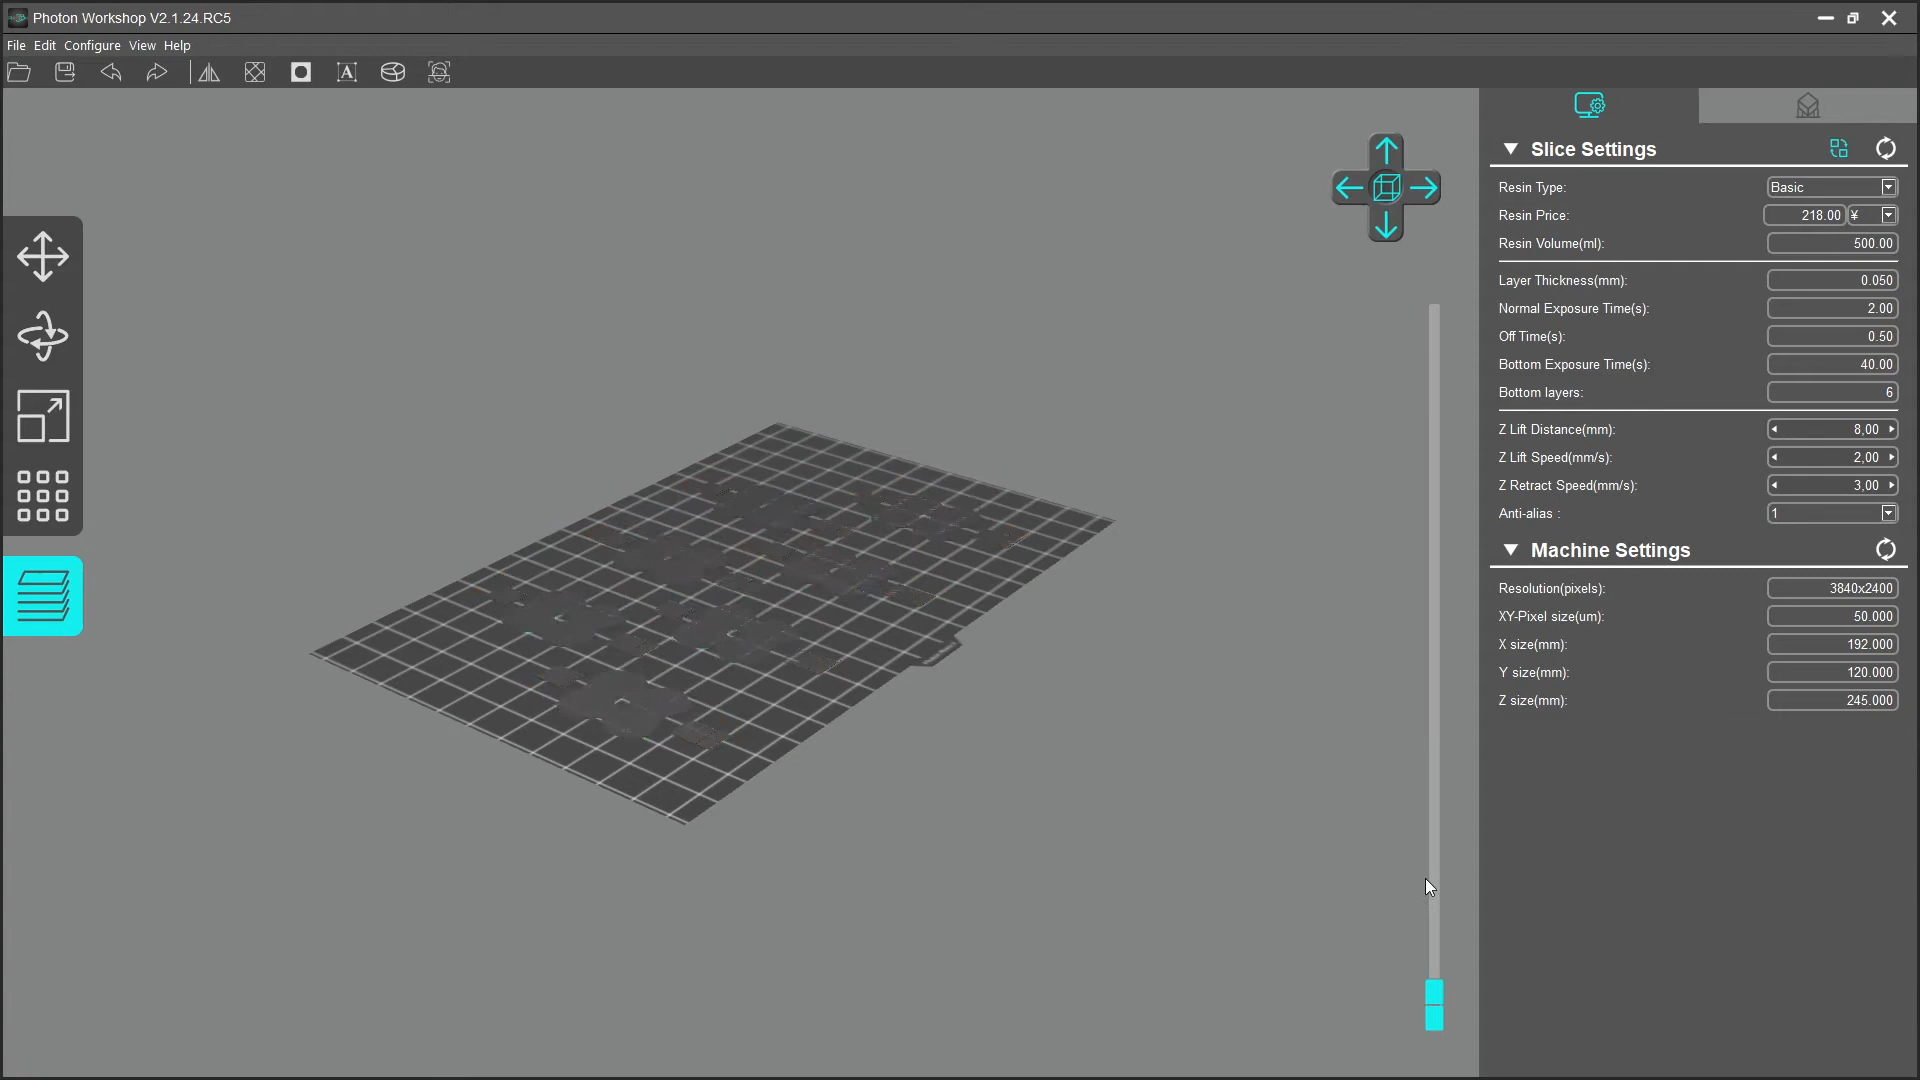 Photon Workshop V2.1.24.RC5
File Edit Configure View Help
A
Slice Settings
Resin Type: Basic
Resin Price: 218.00 ¥
Resin Volume(ml): 500.00
Layer Thickness(mm): 0.050
Normal Exposure Time(s): 2.00
Off Time(s): 0.50
Bottom Exposure Time(s): 40.00
Bottom layers: 6
Z Lift Distance(mm): 8,00
Z Lift Speed(mm/s): 2,00
Z Retract Speed(mm/s): 3,00
Anti-alias : 1
Machine Settings
Resolution(pixels): 3840x2400
XY-Pixel size(um): 50.000
X size(mm): 192.000
Y size(mm): 120.000
Z size(mm): 245.000